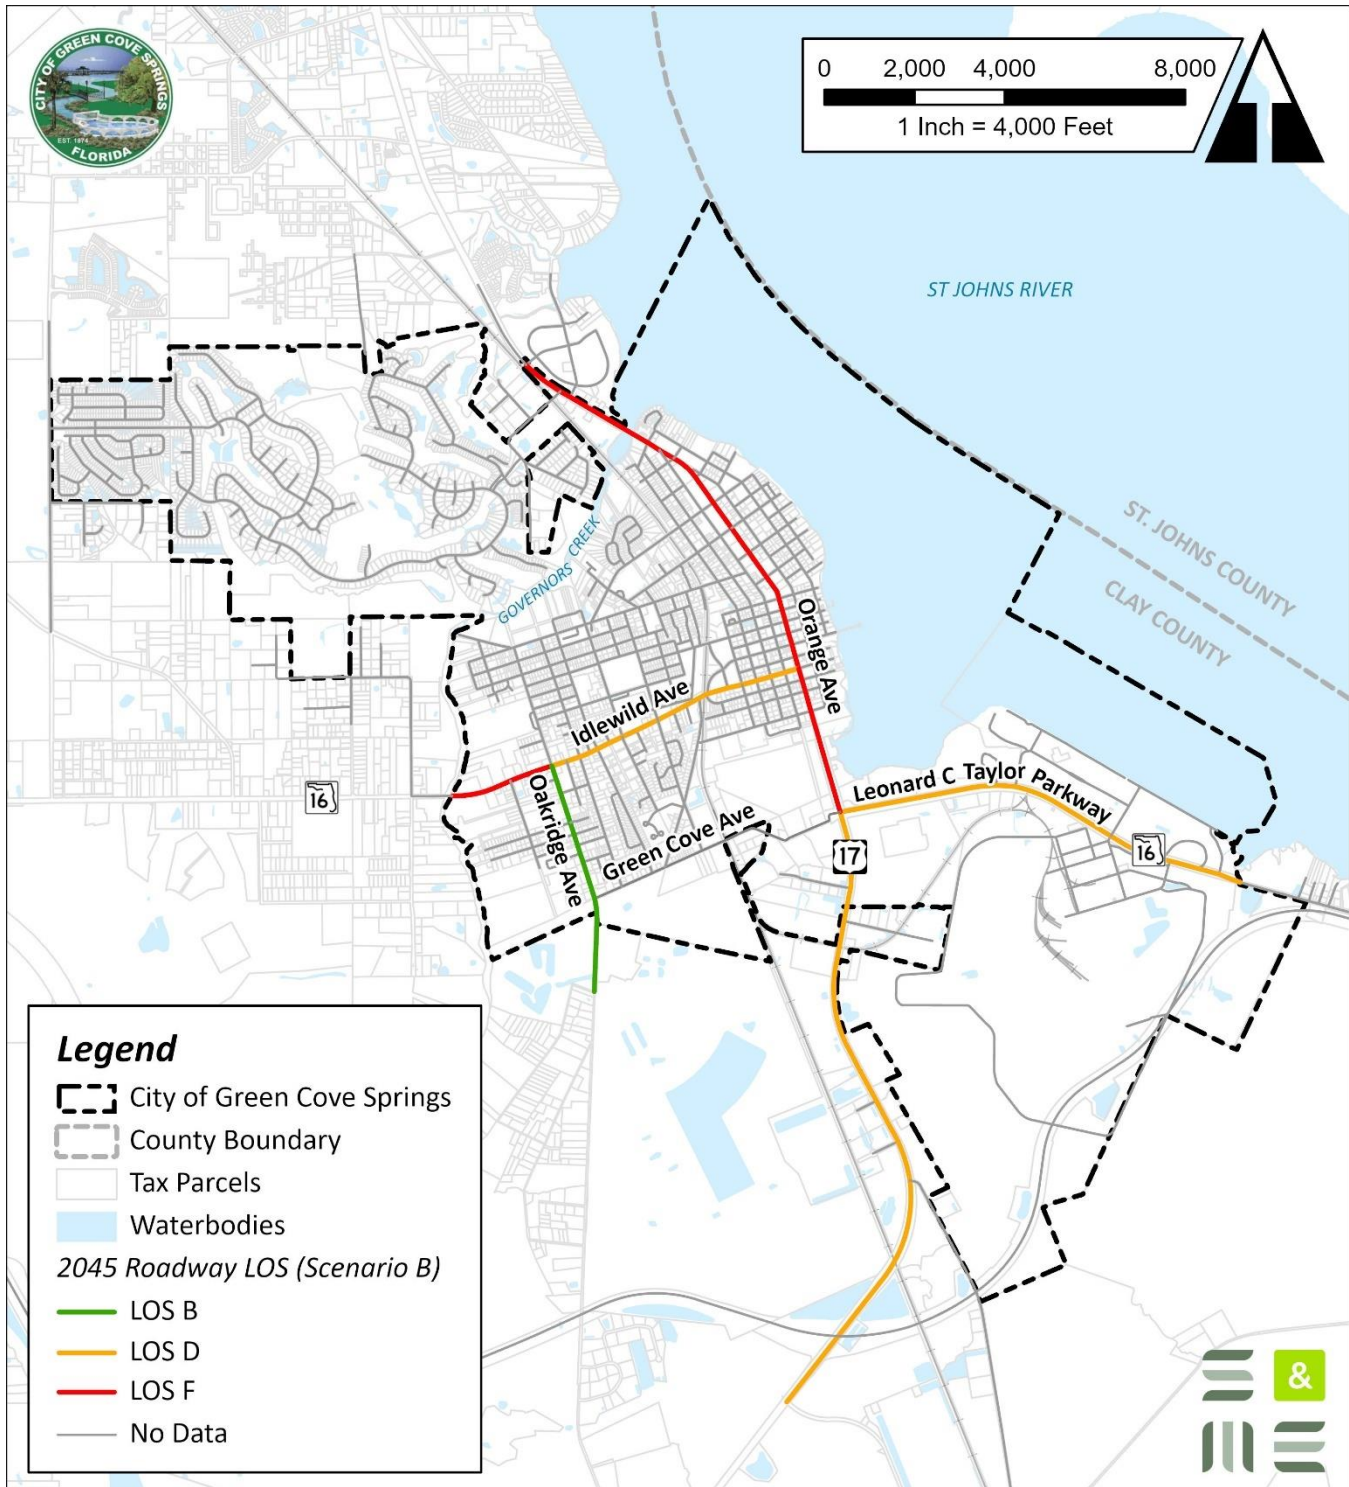 CITY OF GREEN COVE SPRINGS
EST. 1874
FLORIDA
0 2,000 4,000 8,000
1 Inch = 4,000 Feet
ST JOHNS RIVER
ST. JOHNS COUNTY
CLAY COUNTY
GOVERNORS CREEK
Orange Ave
Idlewild Ave
Leonard C Taylor Parkway
16
Oakridge Ave
Green Cove Ave
17
16
Legend
City of Green Cove Springs
County Boundary
Tax Parcels
Waterbodies
2045 Roadway LOS (Scenario B)
LOS B
LOS D
LOS F
No Data
&